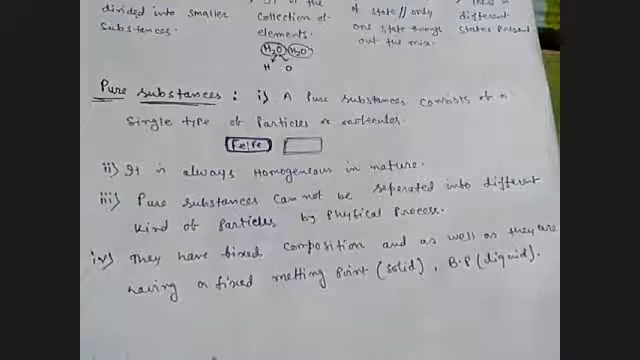 divided into smaller
substances.
Collection of
elements.
H₂O H₂O
H O
of state // only
one state through
out the mix.
different
States Present
Pure substances : i) A Pure substances consists of a
Single type of Particles or molecules.
Fe|Fe
ii) It is always Homogeneous in nature.
iii) Pure substances can not be seperated into different
kind of Particles by Physical Process.
iv) They have fixed composition and as well as they are
having a fixed melting Point (solid), B.P (liquid).